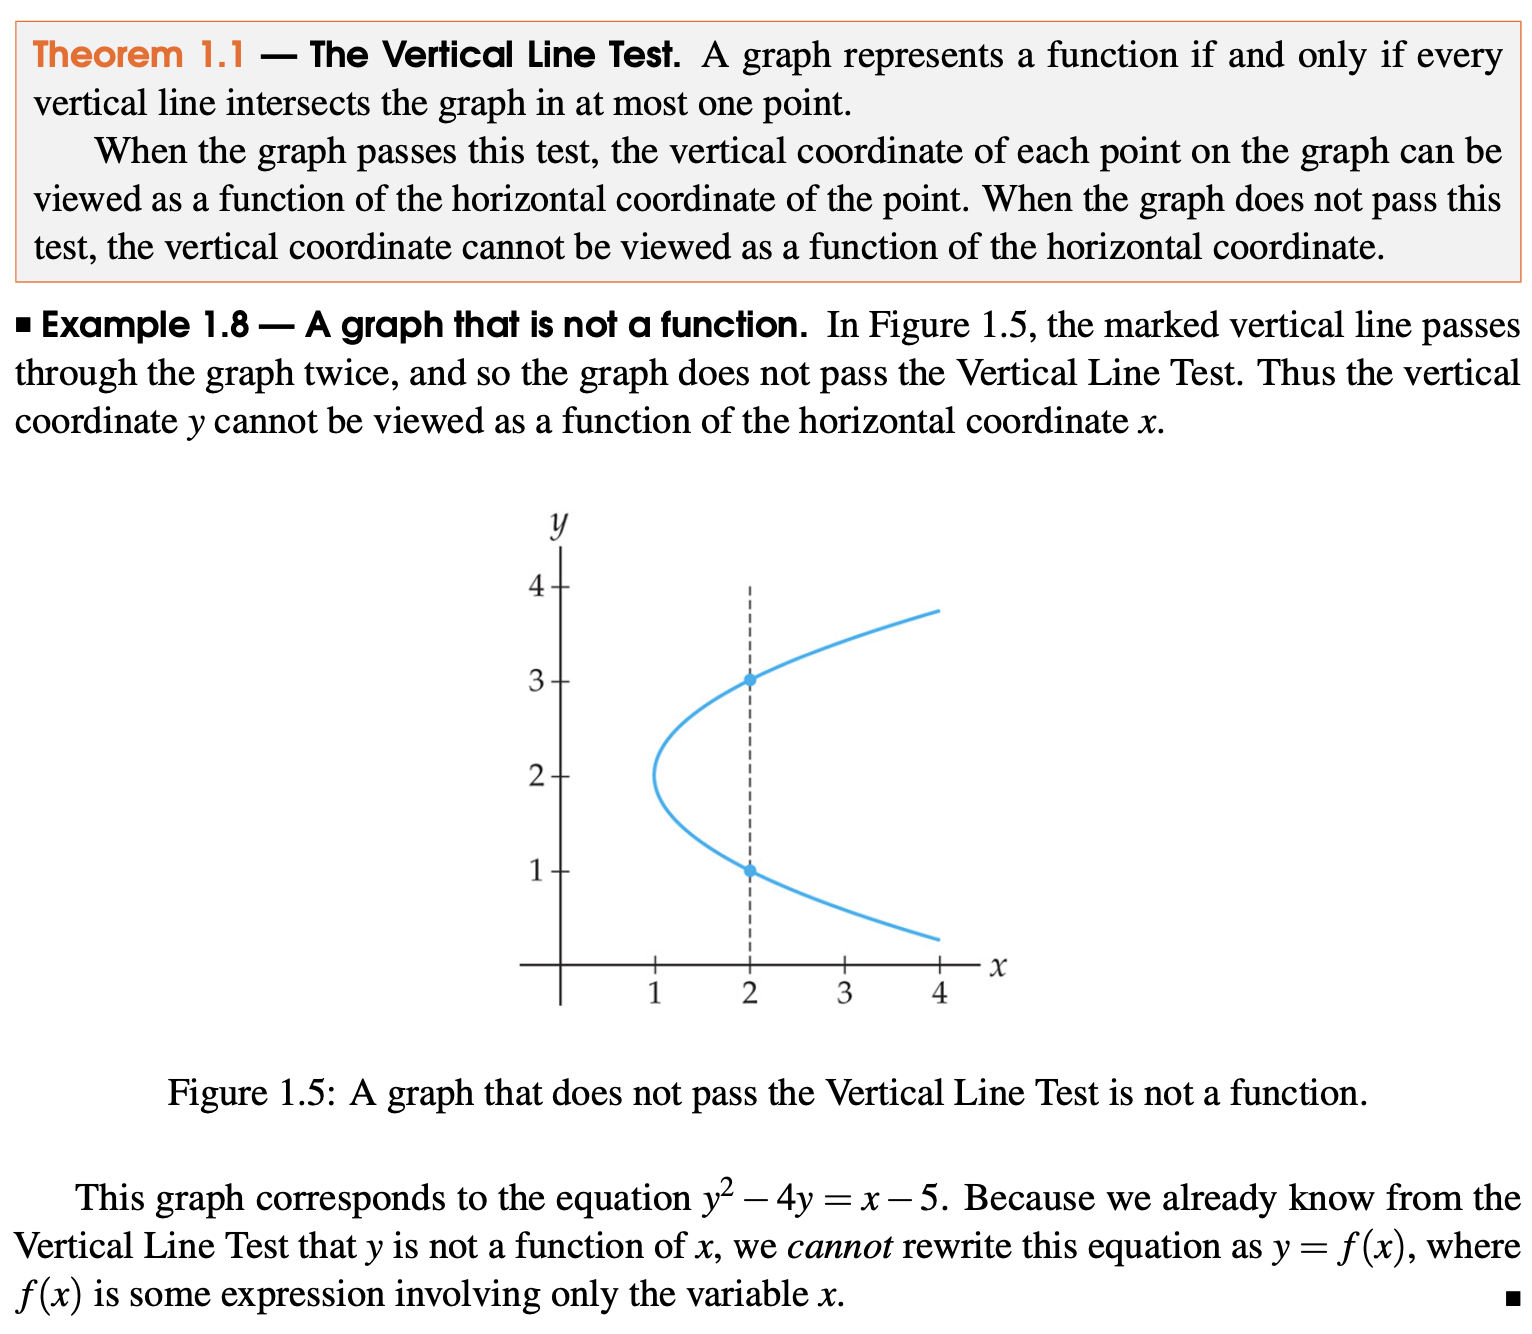 Theorem 1.1 — The Vertical Line Test. A graph represents a function if and only if every
vertical line intersects the graph in at most one point.
When the graph passes this test, the vertical coordinate of each point on the graph can be
viewed as a function of the horizontal coordinate of the point. When the graph does not pass this
test, the vertical coordinate cannot be viewed as a function of the horizontal coordinate.
■ Example 1.8 — A graph that is not a function. In Figure 1.5, the marked vertical line passes
through the graph twice, and so the graph does not pass the Vertical Line Test. Thus the vertical
coordinate y cannot be viewed as a function of the horizontal coordinate x.
y
4
3
2
1
x
1 2 3 4
Figure 1.5: A graph that does not pass the Vertical Line Test is not a function.
This graph corresponds to the equation y² − 4y = x − 5. Because we already know from the
Vertical Line Test that y is not a function of x, we cannot rewrite this equation as y = f(x), where
f(x) is some expression involving only the variable x. ■